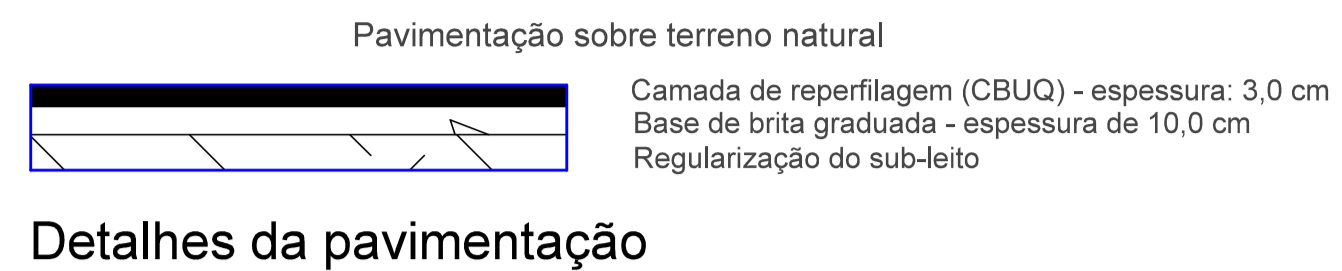 Pavimentação sobre terreno natural
Camada de reperfilagem (CBUQ) - espessura: 3,0 cm
Base de brita graduada - espessura de 10,0 cm
Regularização do sub-leito
Detalhes da pavimentação